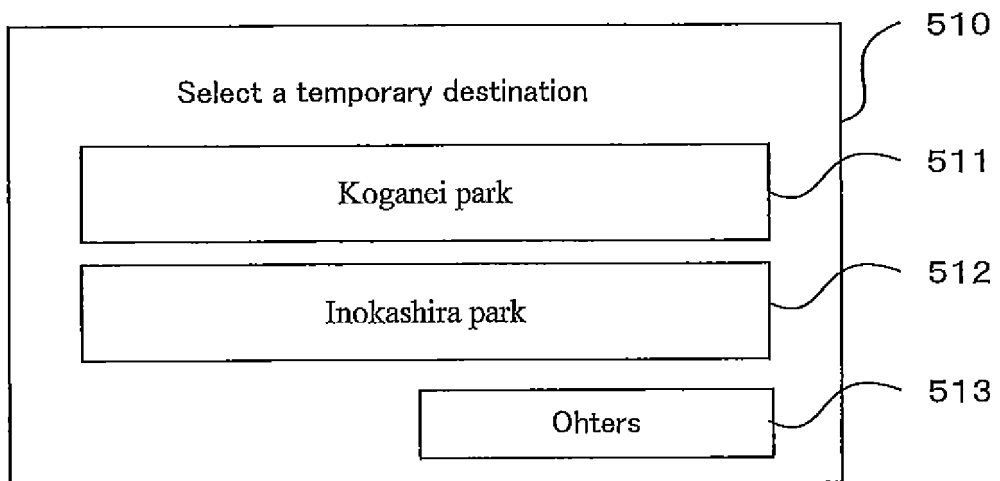 510
Select a temporary destination
Koganei park
511
Inokashira park
512
Ohters
513